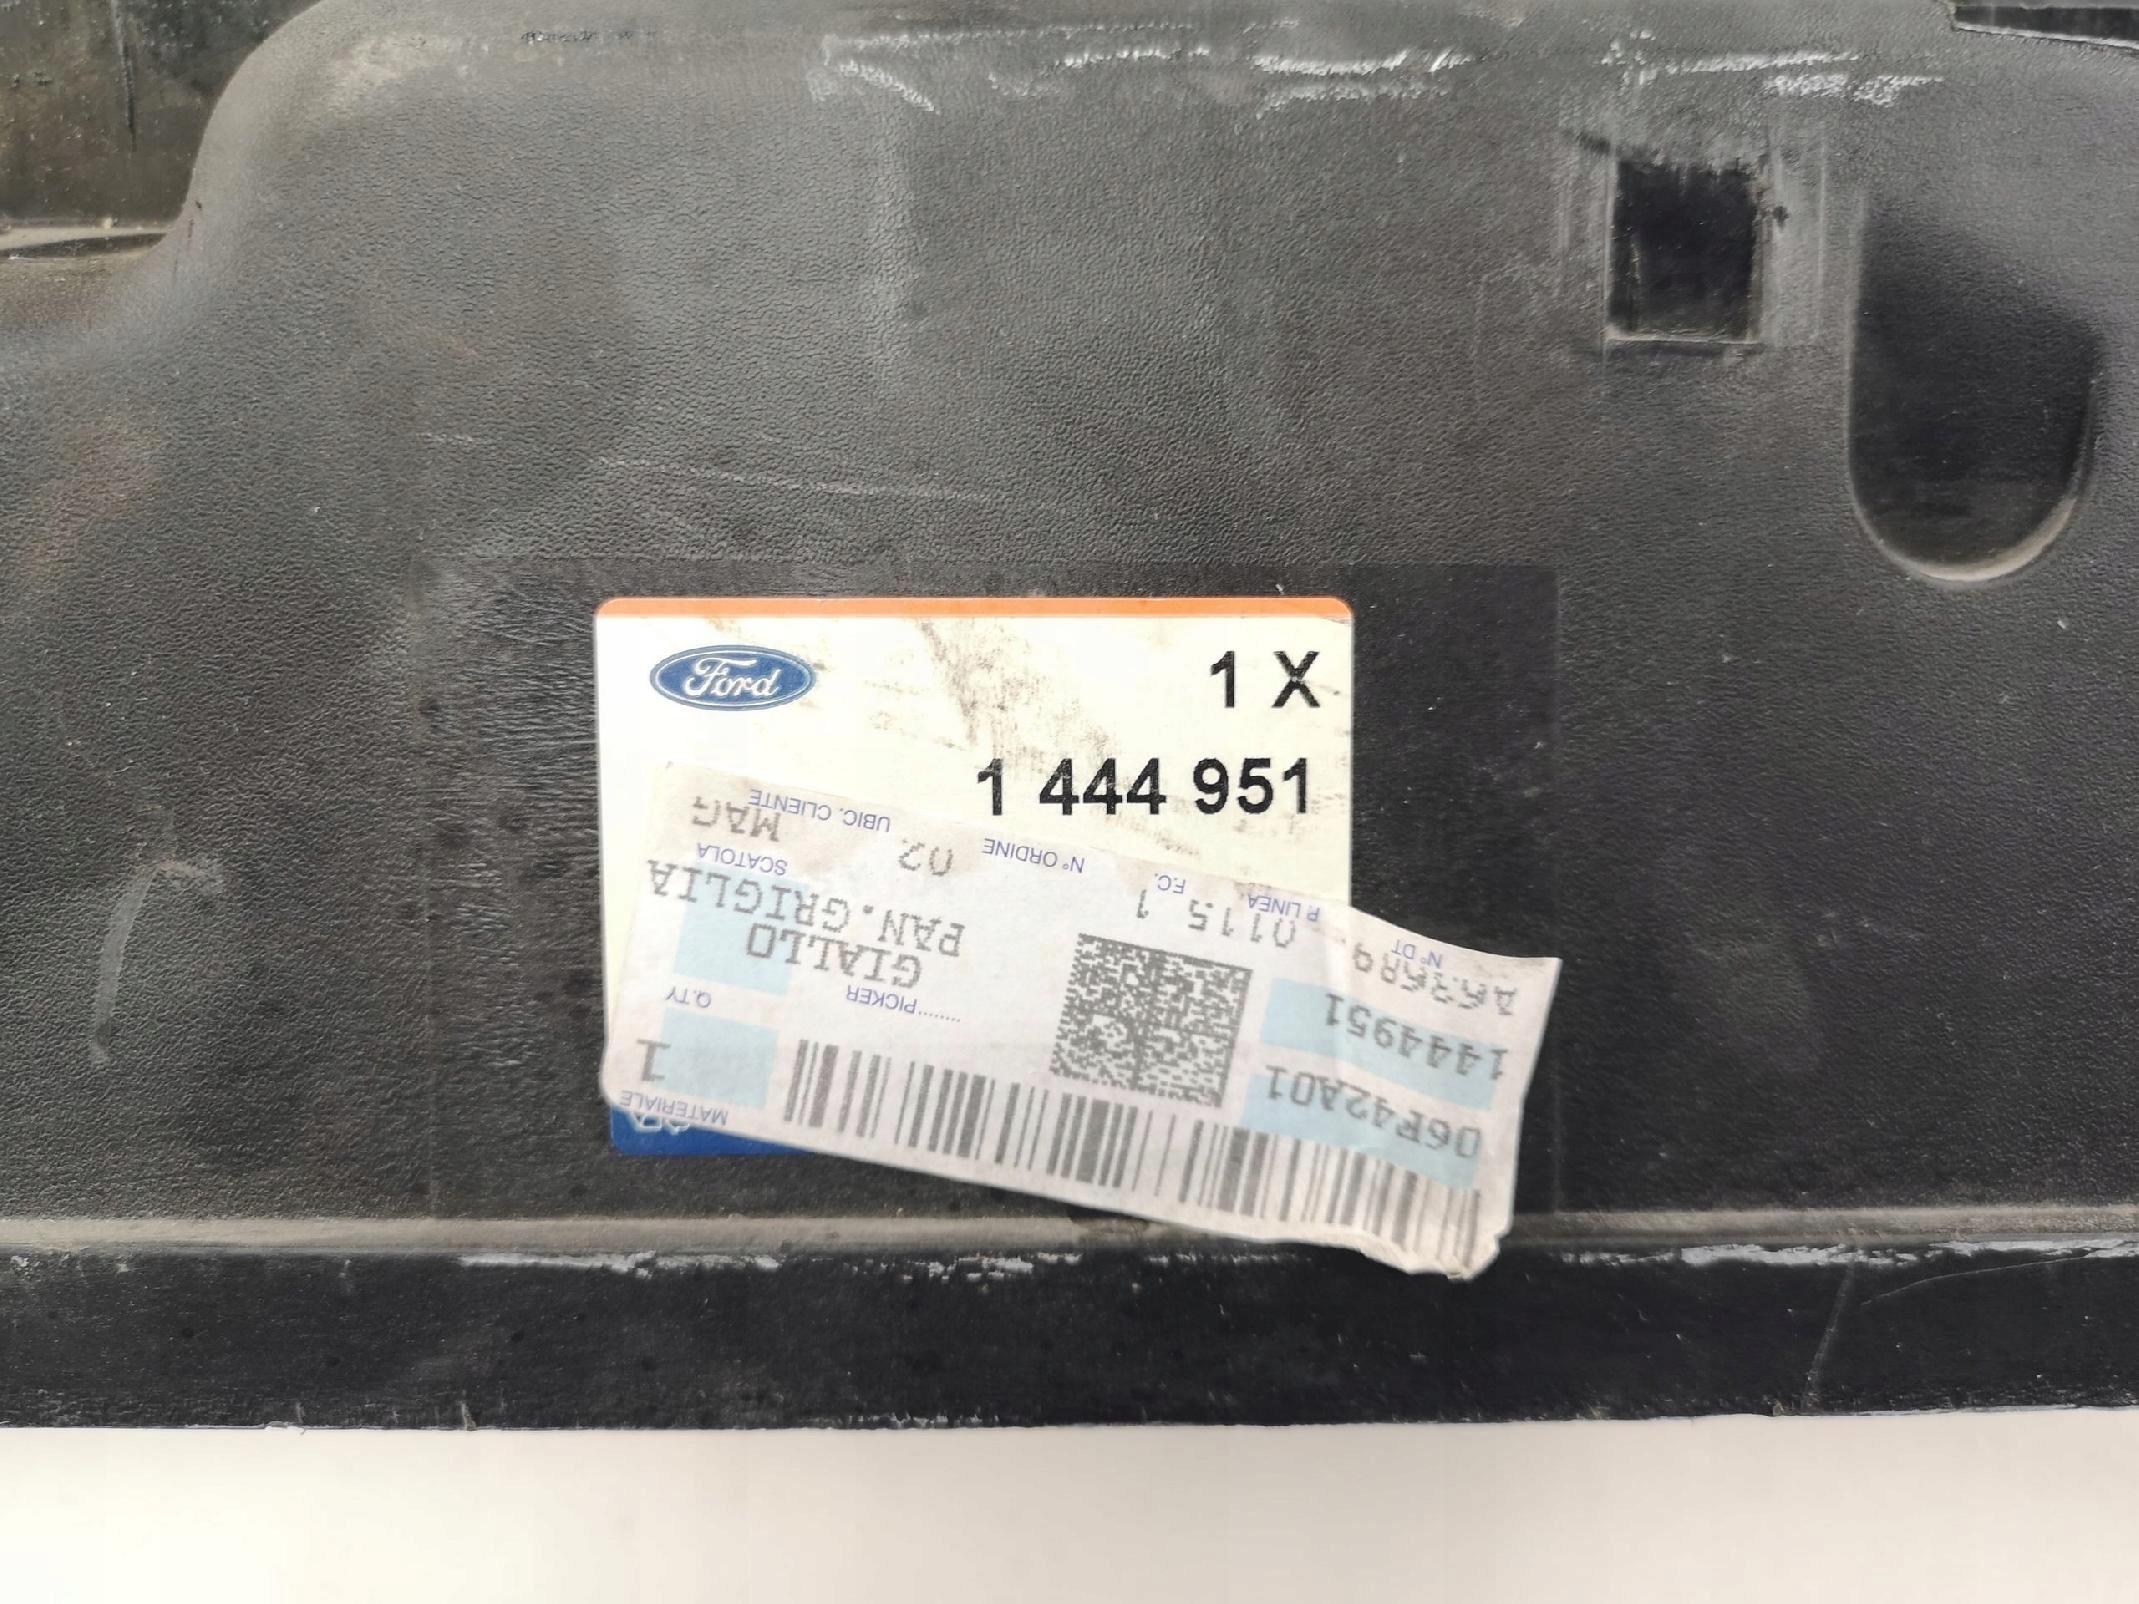 Ford
1 X
1 444 951
MATERIALE
1
Q.TY
06F42A01
1444951
N° DT
........PICKER
GIALLO
PAN.GRIGLIA
SCATOLA
MAG
0115
1
02
P. LINEA
F.C.
N° ORDINE
UBIC. CLIENTE